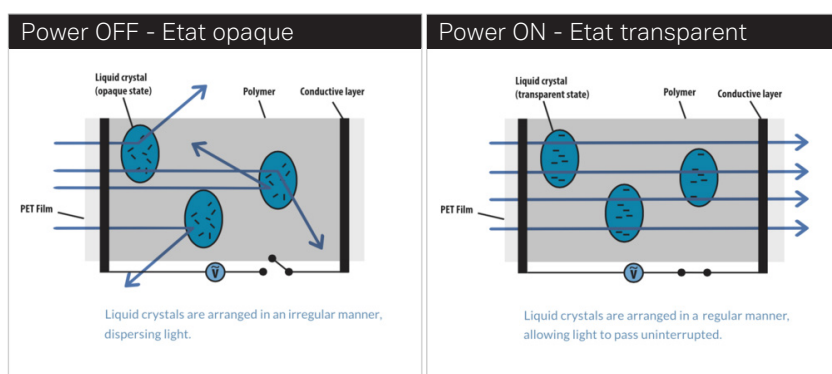 Power OFF - Etat opaque
Liquid crystal
(opaque state)
Polymer
Conductive layer
PET Film
V
Liquid crystals are arranged in an irregular manner,
dispersing light.
Power ON - Etat transparent
Liquid crystal
(transparent state)
Polymer
Conductive layer
PET Film
V
Liquid crystals are arranged in a regular manner,
allowing light to pass uninterrupted.